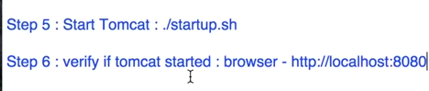 Step 5 : Start Tomcat : ./startup.sh
Step 6 : verify if tomcat started : browser - http://localhost:8080